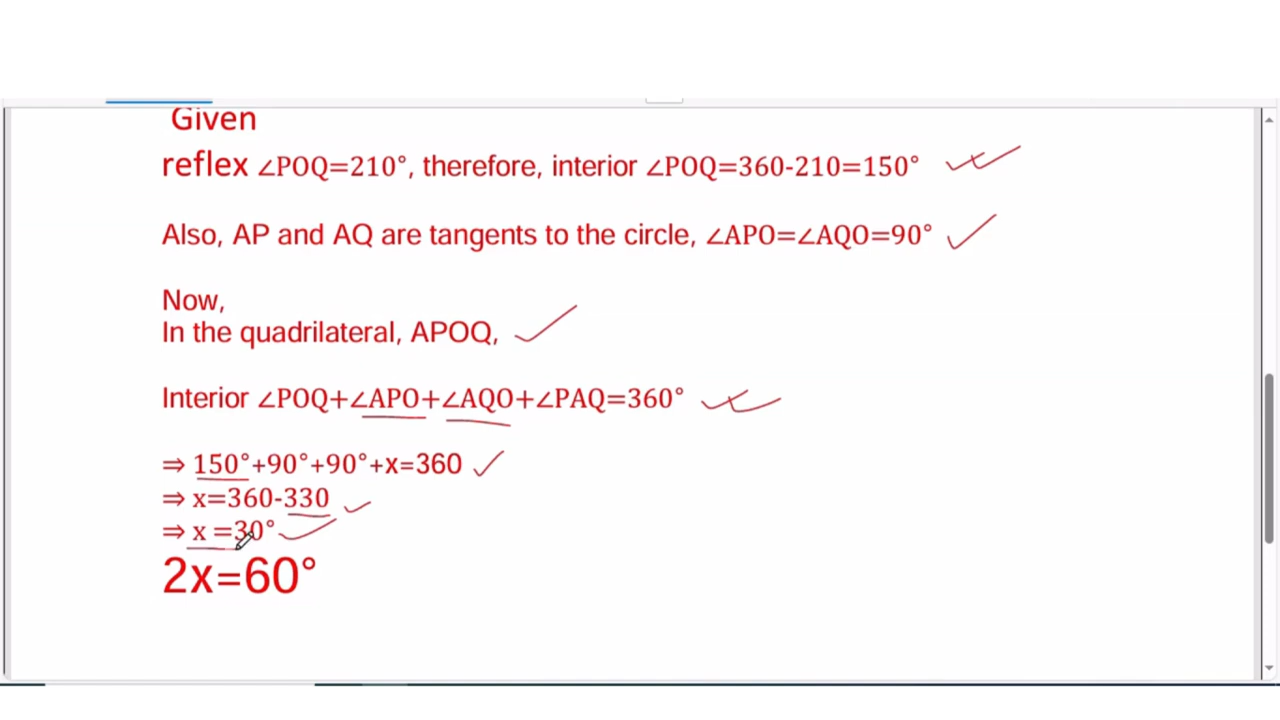 Given
reflex ∠POQ=210°, therefore, interior ∠POQ=360-210=150°
Also, AP and AQ are tangents to the circle, ∠APO=∠AQO=90°
Now,
In the quadrilateral, APOQ,
Interior ∠POQ+∠APO+∠AQO+∠PAQ=360°
⇒ 150°+90°+90°+x=360
⇒ x=360-330
⇒ x =30°
2x=60°